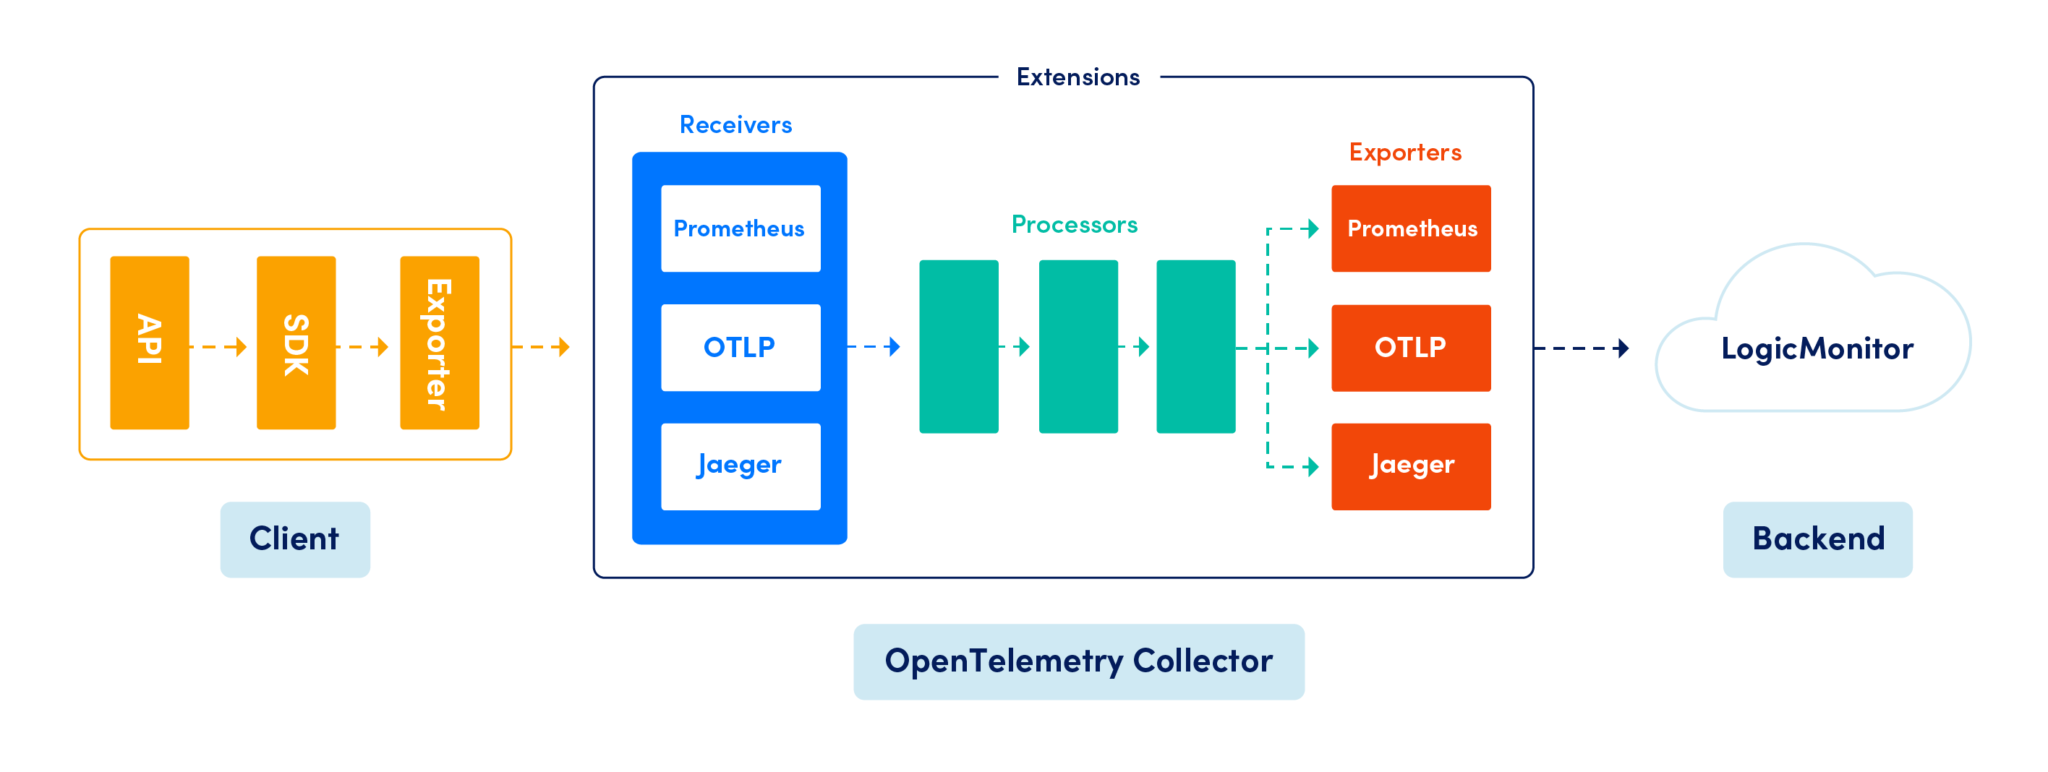 Extensions
Receivers
Prometheus
OTLP
Jaeger
Processors
Exporters
Prometheus
OTLP
Jaeger
API
SDK
Exporter
LogicMonitor
Client
OpenTelemetry Collector
Backend